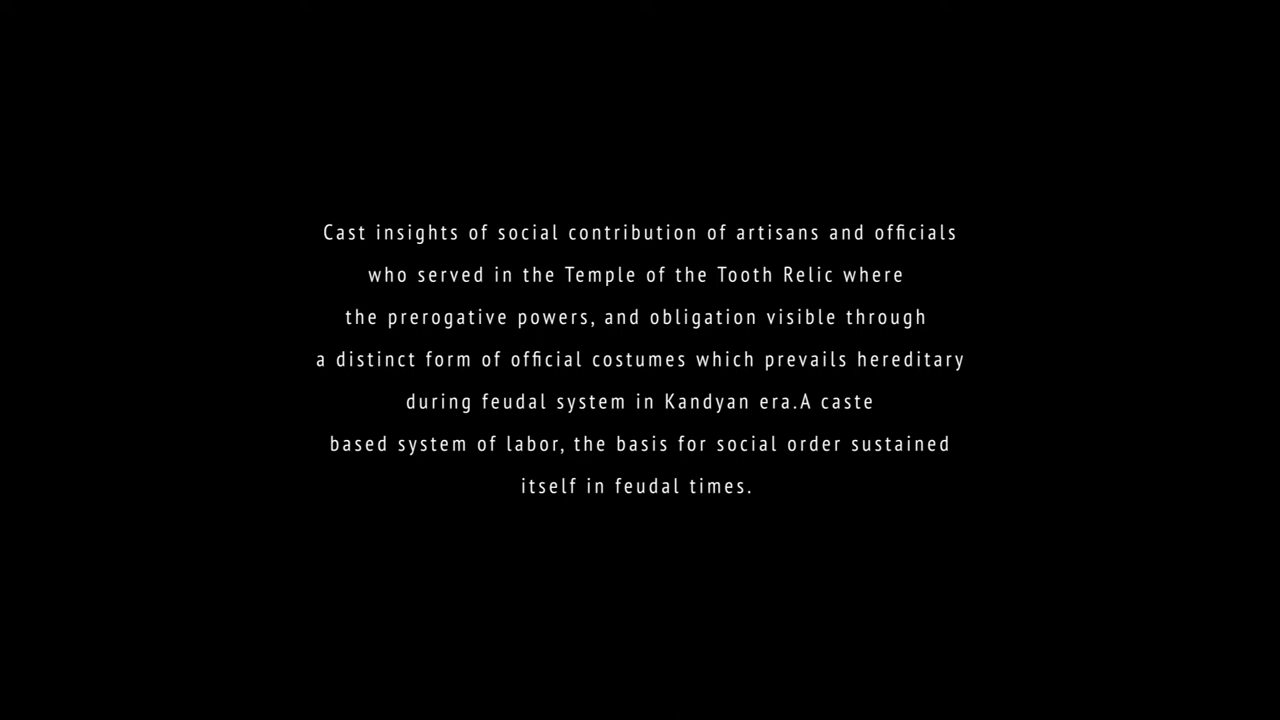 Cast insights of social contribution of artisans and officials
who served in the Temple of the Tooth Relic where
the prerogative powers, and obligation visible through
a distinct form of official costumes which prevails hereditary
during feudal system in Kandyan era.A caste
based system of labor, the basis for social order sustained
itself in feudal times.